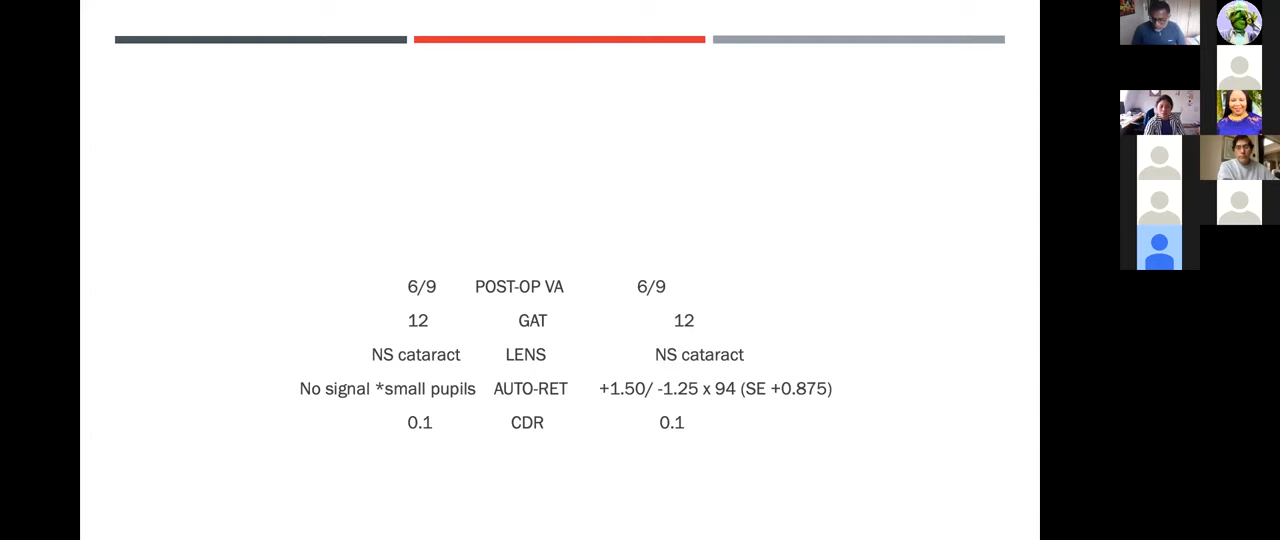 6/9 POST-OP VA 6/9
12 GAT 12
NS cataract LENS NS cataract
No signal *small pupils AUTO-RET +1.50/ -1.25 x 94 (SE +0.875)
0.1 CDR 0.1